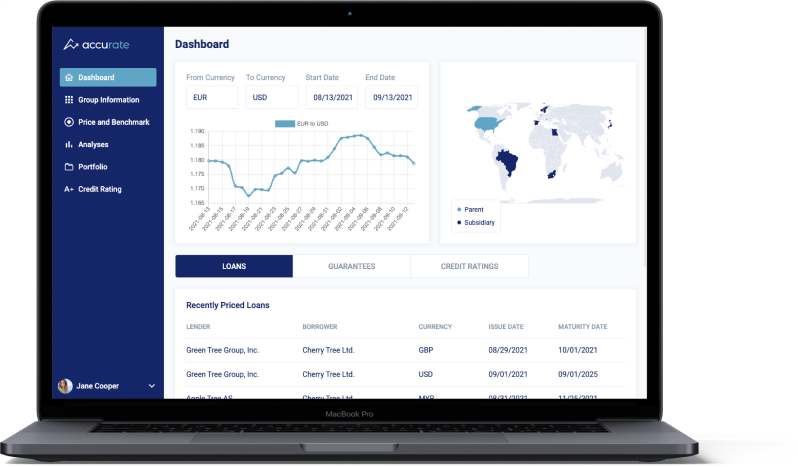 accurate
Dashboard
Group Information
Price and Benchmark
Analyses
Portfolio
A+ Credit Rating
Jane Cooper
Dashboard
From Currency To Currency Start Date End Date
EUR USD 08/13/2021 09/13/2021
EUR to USD
1.190
1.185
1.180
1.175
1.170
1.165
2021-08-13 2021-08-15 2021-08-17 2021-08-19 2021-08-21 2021-08-23 2021-08-25 2021-08-27 2021-08-29 2021-08-31 2021-09-02 2021-09-04 2021-09-06 2021-09-08 2021-09-10 2021-09-12
Parent
Subsidiary
LOANS GUARANTEES CREDIT RATINGS
Recently Priced Loans
LENDER BORROWER CURRENCY ISSUE DATE MATURITY DATE
Green Tree Group, Inc. Cherry Tree Ltd. GBP 08/29/2021 10/01/2021
Green Tree Group, Inc. Cherry Tree Ltd. USD 09/01/2021 09/01/2025
Apple Tree AS Cherry Tree Ltd. MYR 08/31/2021 11/25/2021
MacBook Pro